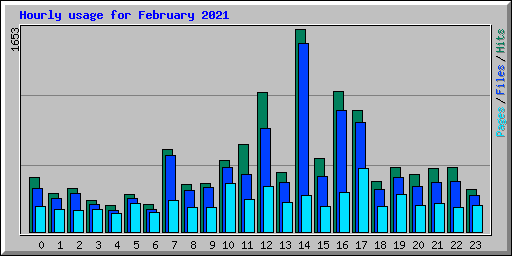 Hourly usage for February 2021
1653
Pages / Files / Hits
0 1 2 3 4 5 6 7 8 9 10 11 12 13 14 15 16 17 18 19 20 21 22 23